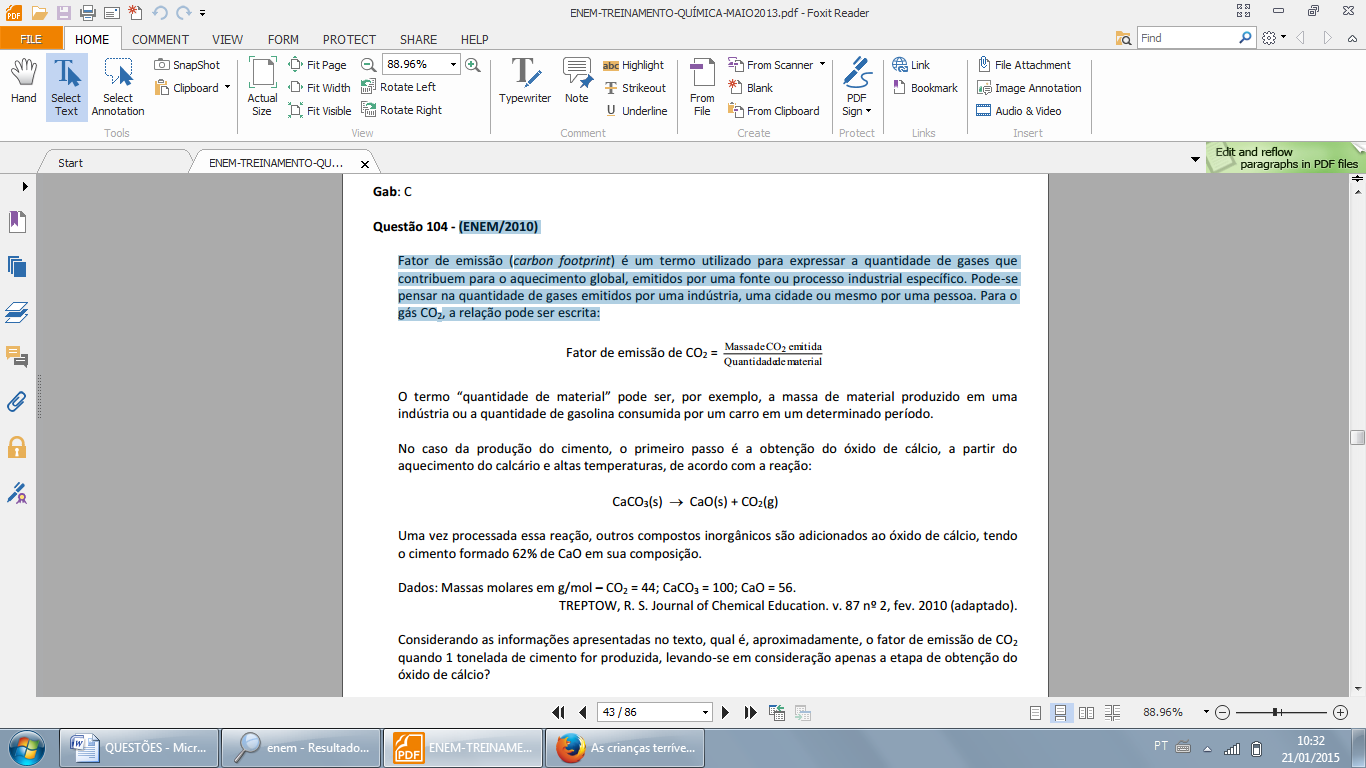 ENEM-TREINAMENTO-QUÍMICA-MAIO2013.pdf - Foxit Reader
FILE HOME COMMENT VIEW FORM PROTECT SHARE HELP Find
Hand
Select Text
Select Annotation
SnapShot
Clipboard
Tools
Actual Size
Fit Page
Fit Width
Fit Visible
88.96%
Rotate Left
Rotate Right
View
Typewriter
Note
abc Highlight
Strikeout
U Underline
Comment
From File
From Scanner
Blank
From Clipboard
Create
PDF Sign
Protect
Link
Bookmark
Links
File Attachment
Image Annotation
Audio & Video
Insert
Start
ENEM-TREINAMENTO-QU...
Edit and reflow
paragraphs in PDF files
Gab: C
Questão 104 - (ENEM/2010)
Fator de emissão (carbon footprint) é um termo utilizado para expressar a quantidade de gases que
contribuem para o aquecimento global, emitidos por uma fonte ou processo industrial específico. Pode-se
pensar na quantidade de gases emitidos por uma indústria, uma cidade ou mesmo por uma pessoa. Para o
gás CO₂, a relação pode ser escrita:
Fator de emissão de CO₂ = Massa de CO₂ emitida
Quantidade de material
O termo “quantidade de material” pode ser, por exemplo, a massa de material produzido em uma
indústria ou a quantidade de gasolina consumida por um carro em um determinado período.
No caso da produção do cimento, o primeiro passo é a obtenção do óxido de cálcio, a partir do
aquecimento do calcário e altas temperaturas, de acordo com a reação:
CaCO₃(s) → CaO(s) + CO₂(g)
Uma vez processada essa reação, outros compostos inorgânicos são adicionados ao óxido de cálcio, tendo
o cimento formado 62% de CaO em sua composição.
Dados: Massas molares em g/mol – CO₂ = 44; CaCO₃ = 100; CaO = 56.
TREPTOW, R. S. Journal of Chemical Education. v. 87 nº 2, fev. 2010 (adaptado).
Considerando as informações apresentadas no texto, qual é, aproximadamente, o fator de emissão de CO₂
quando 1 tonelada de cimento for produzida, levando-se em consideração apenas a etapa de obtenção do
óxido de cálcio?
43 / 86
88.96%
QUESTÕES - Micr...
enem - Resultado...
PDF
ENEM-TREINAME...
As crianças terríve...
PT
10:32
21/01/2015